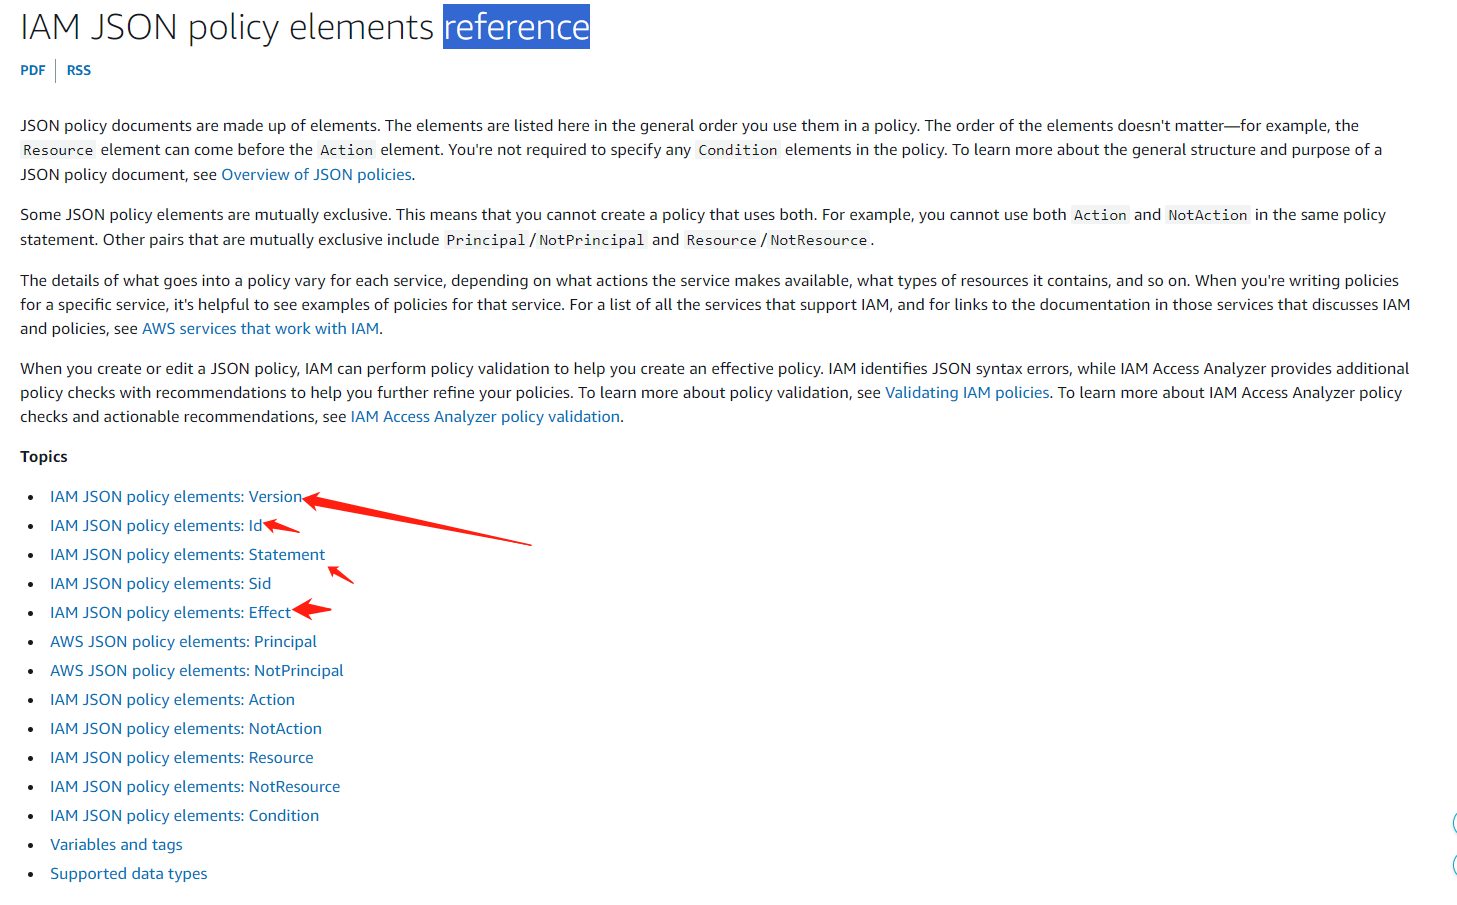 IAM JSON policy elements reference
PDF | RSS
JSON policy documents are made up of elements. The elements are listed here in the general order you use them in a policy. The order of the elements doesn't matter—for example, the
Resource element can come before the Action element. You're not required to specify any Condition elements in the policy. To learn more about the general structure and purpose of a
JSON policy document, see Overview of JSON policies.
Some JSON policy elements are mutually exclusive. This means that you cannot create a policy that uses both. For example, you cannot use both Action and NotAction in the same policy
statement. Other pairs that are mutually exclusive include Principal/NotPrincipal and Resource/NotResource.
The details of what goes into a policy vary for each service, depending on what actions the service makes available, what types of resources it contains, and so on. When you're writing policies
for a specific service, it's helpful to see examples of policies for that service. For a list of all the services that support IAM, and for links to the documentation in those services that discusses IAM
and policies, see AWS services that work with IAM.
When you create or edit a JSON policy, IAM can perform policy validation to help you create an effective policy. IAM identifies JSON syntax errors, while IAM Access Analyzer provides additional
policy checks with recommendations to help you further refine your policies. To learn more about policy validation, see Validating IAM policies. To learn more about IAM Access Analyzer policy
checks and actionable recommendations, see IAM Access Analyzer policy validation.
Topics
• IAM JSON policy elements: Version
• IAM JSON policy elements: Id
• IAM JSON policy elements: Statement
• IAM JSON policy elements: Sid
• IAM JSON policy elements: Effect
• AWS JSON policy elements: Principal
• AWS JSON policy elements: NotPrincipal
• IAM JSON policy elements: Action
• IAM JSON policy elements: NotAction
• IAM JSON policy elements: Resource
• IAM JSON policy elements: NotResource
• IAM JSON policy elements: Condition
• Variables and tags
• Supported data types